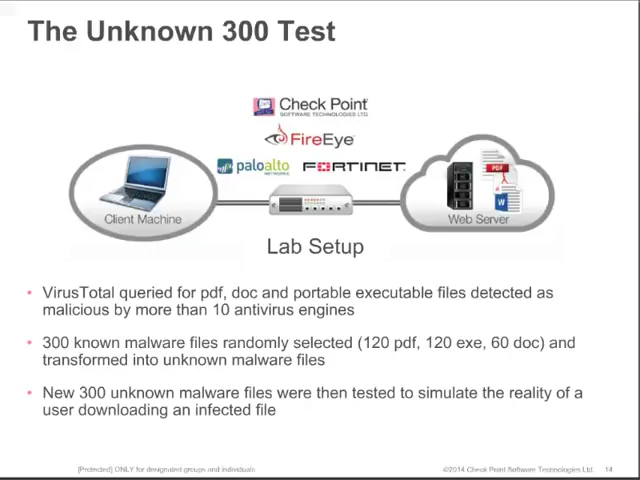 The Unknown 300 Test
Check Point
SOFTWARE TECHNOLOGIES LTD.
FireEye
paloalto
NETWORKS
FORTINET
Client Machine
PDF
W
Web Server
Lab Setup
• VirusTotal queried for pdf, doc and portable executable files detected as
malicious by more than 10 antivirus engines
• 300 known malware files randomly selected (120 pdf, 120 exe, 60 doc) and
transformed into unknown malware files
• New 300 unknown malware files were then tested to simulate the reality of a
user downloading an infected file
[Protected] ONLY for designated groups and individuals
©2014 Check Point Software Technologies Ltd. 14